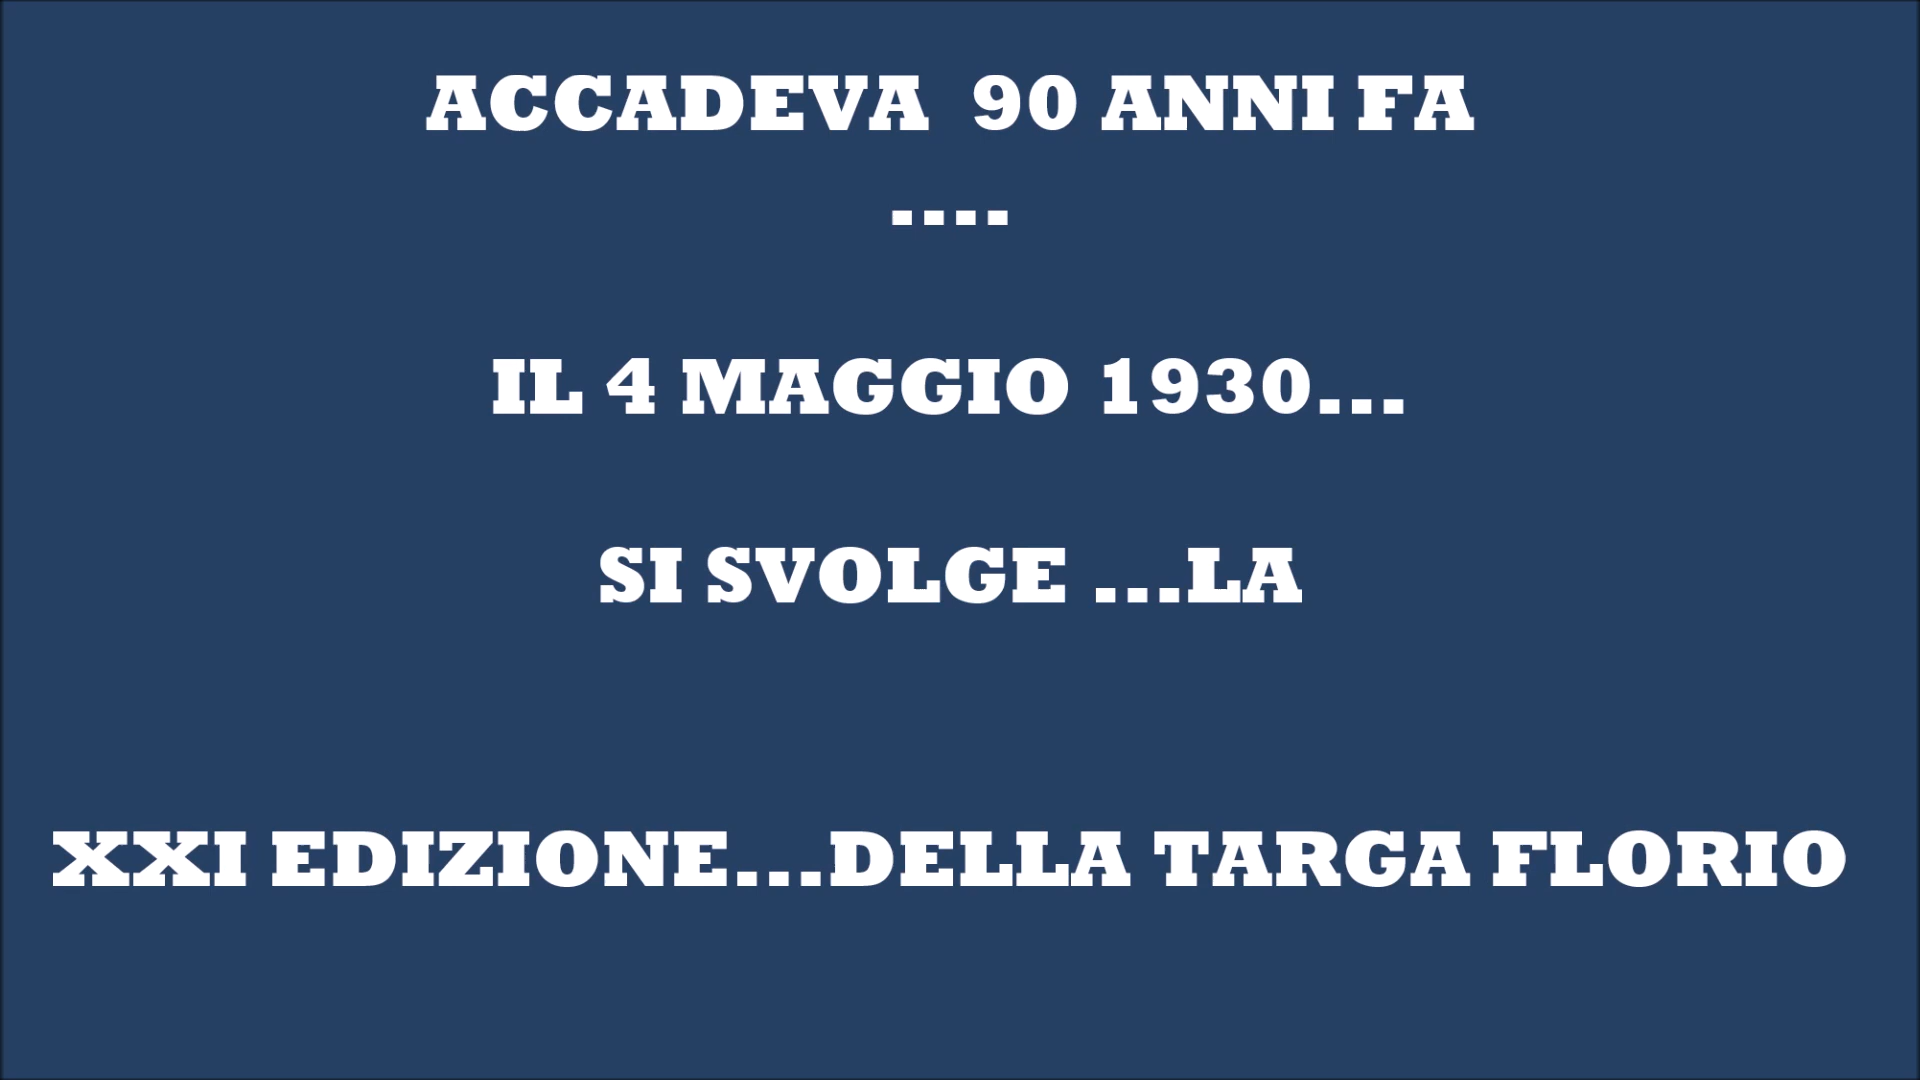 ACCADEVA  90 ANNI FA
----
IL 4 MAGGIO 1930...
SI SVOLGE ...LA
XXI EDIZIONE...DELLA TARGA FLORIO